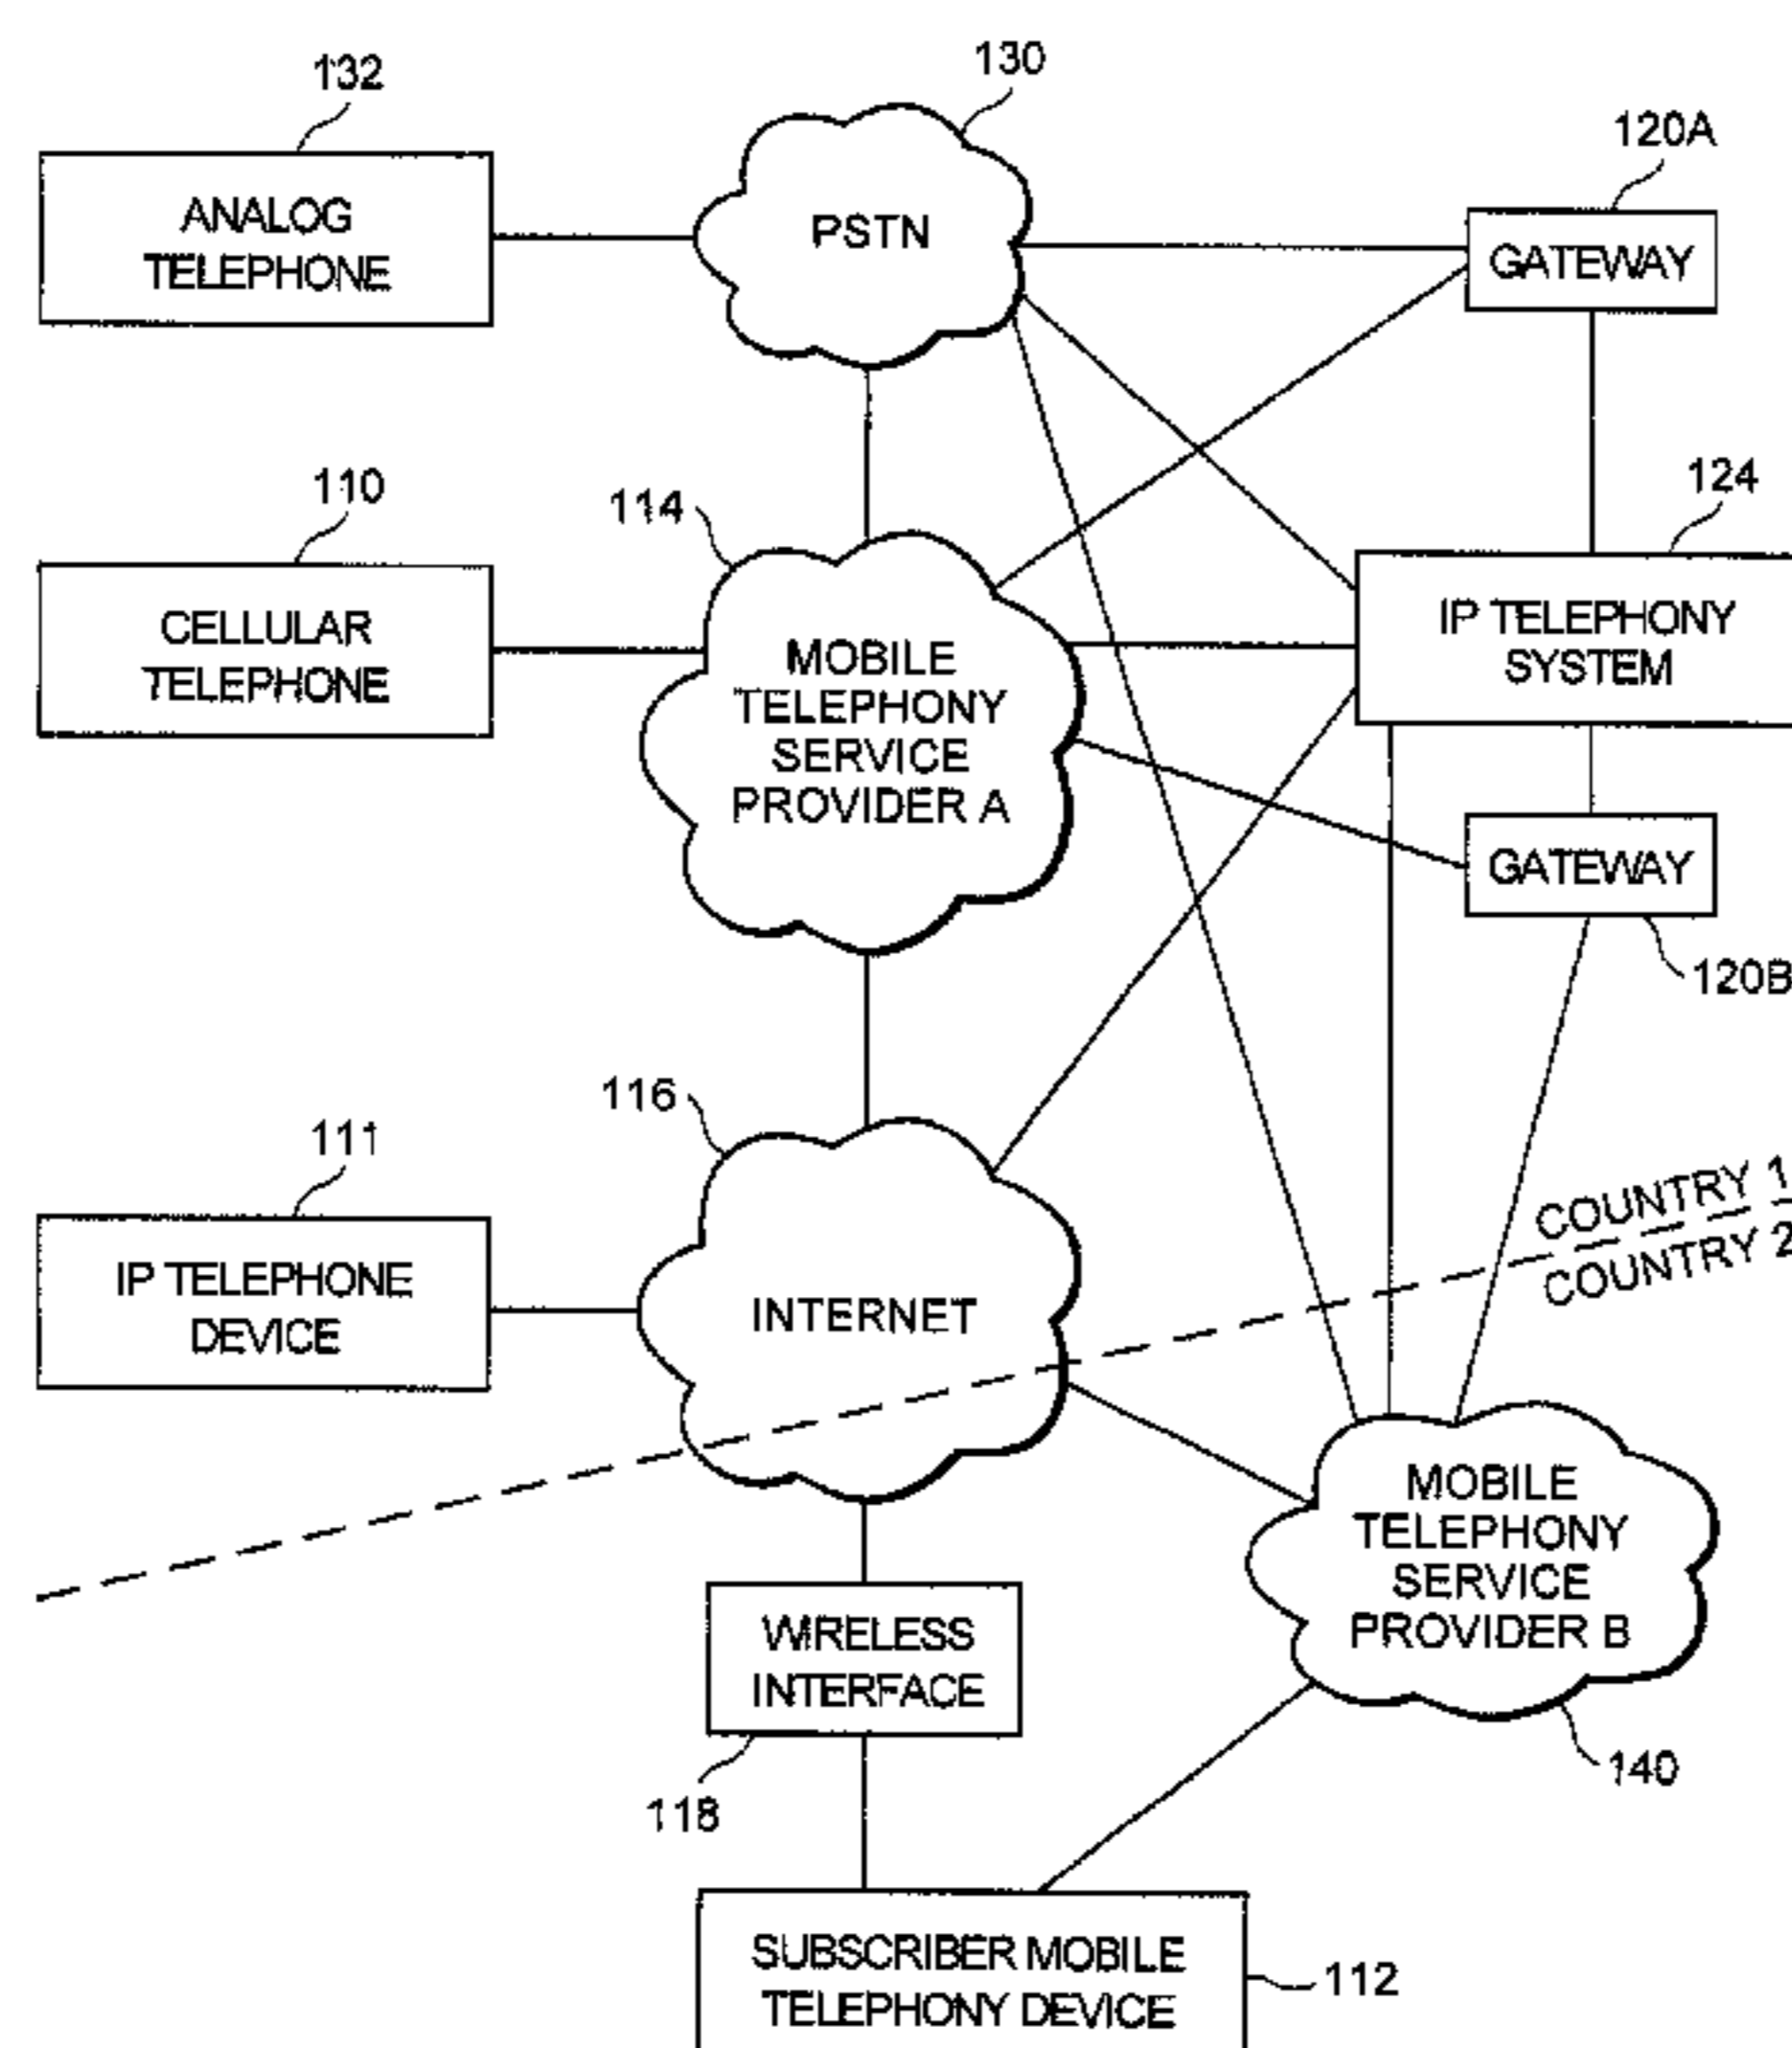 132
130
120A
ANALOG
TELEPHONE
PSTN
GATEWAY
110
114
124
CELLULAR
TELEPHONE
MOBILE
TELEPHONY
SERVICE
PROVIDER A
IP TELEPHONY
SYSTEM
GATEWAY
120B
116
111
IP TELEPHONE
DEVICE
INTERNET
COUNTRY 1
COUNTRY 2
WIRELESS
INTERFACE
118
MOBILE
TELEPHONY
SERVICE
PROVIDER B
140
SUBSCRIBER MOBILE
TELEPHONY DEVICE
112